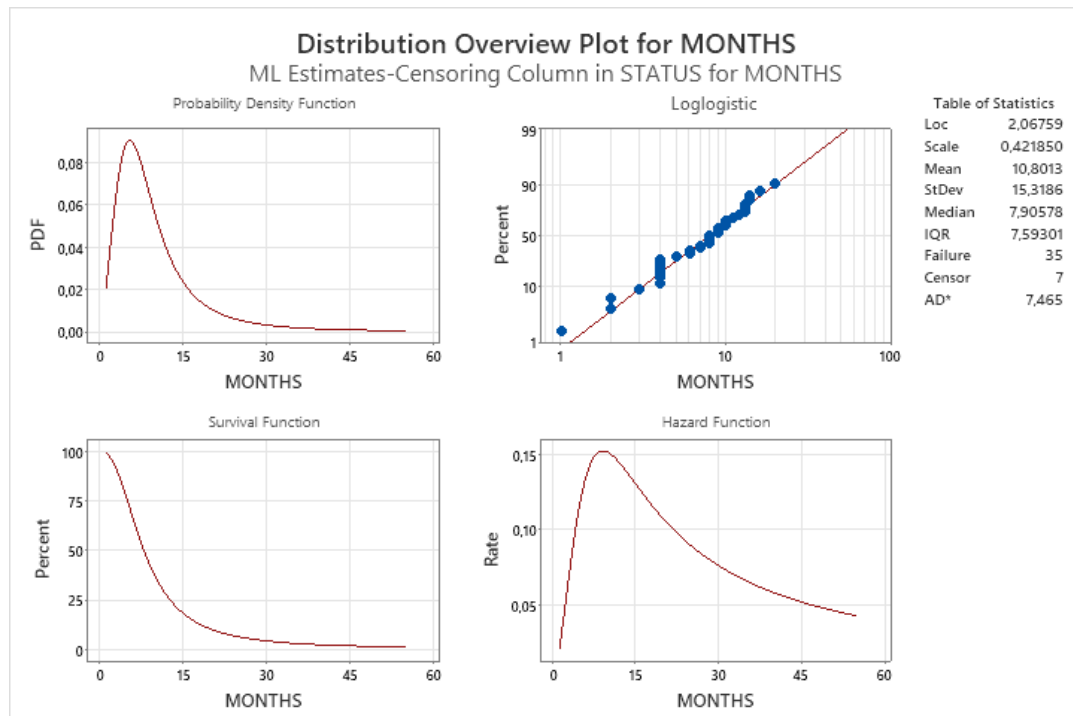 Distribution Overview Plot for MONTHS
ML Estimates-Censoring Column in STATUS for MONTHS
Probability Density Function
PDF
0,08
0,06
0,04
0,02
0,00
0 15 30 45 60
MONTHS
Loglogistic
Percent
99
90
50
10
1
1 10 100
MONTHS
Table of Statistics
Loc 2,06759
Scale 0,421850
Mean 10,8013
StDev 15,3186
Median 7,90578
IQR 7,59301
Failure 35
Censor 7
AD* 7,465
Survival Function
Percent
100
75
50
25
0
0 15 30 45 60
MONTHS
Hazard Function
Rate
0,15
0,10
0,05
0 15 30 45 60
MONTHS